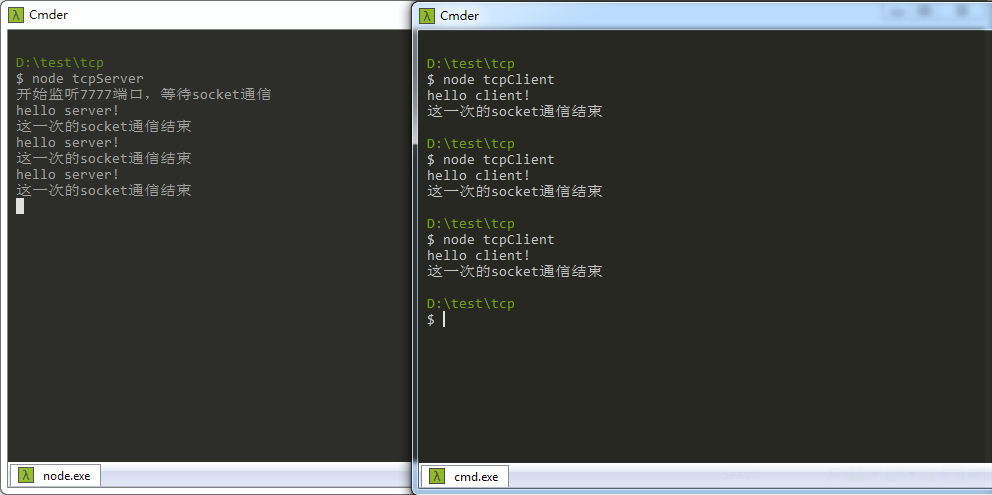 Cmder
D:\test\tcp
$ node tcpServer
开始监听7777端口，等待socket通信
hello server!
这一次的socket通信结束
hello server!
这一次的socket通信结束
hello server!
这一次的socket通信结束
node.exe
Cmder
D:\test\tcp
$ node tcpClient
hello client!
这一次的socket通信结束
D:\test\tcp
$ node tcpClient
hello client!
这一次的socket通信结束
D:\test\tcp
$ node tcpClient
hello client!
这一次的socket通信结束
D:\test\tcp
$
cmd.exe